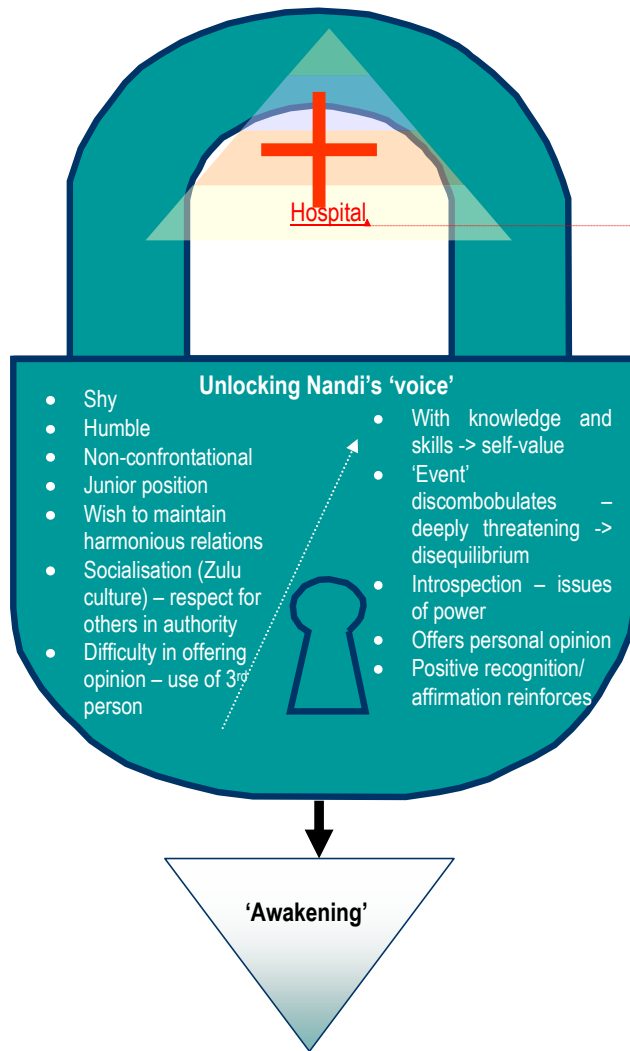 Hospital
Unlocking Nandi’s ‘voice’
• Shy
• Humble
• Non-confrontational
• Junior position
• Wish to maintain
harmonious relations
• Socialisation (Zulu
culture) – respect for
others in authority
• Difficulty in offering
opinion – use of 3rd
person
• With knowledge and
skills -> self-value
• ‘Event’
discombobulates –
deeply threatening ->
disequilibrium
• Introspection – issues
of power
• Offers personal opinion
• Positive recognition/
affirmation reinforces
‘Awakening’